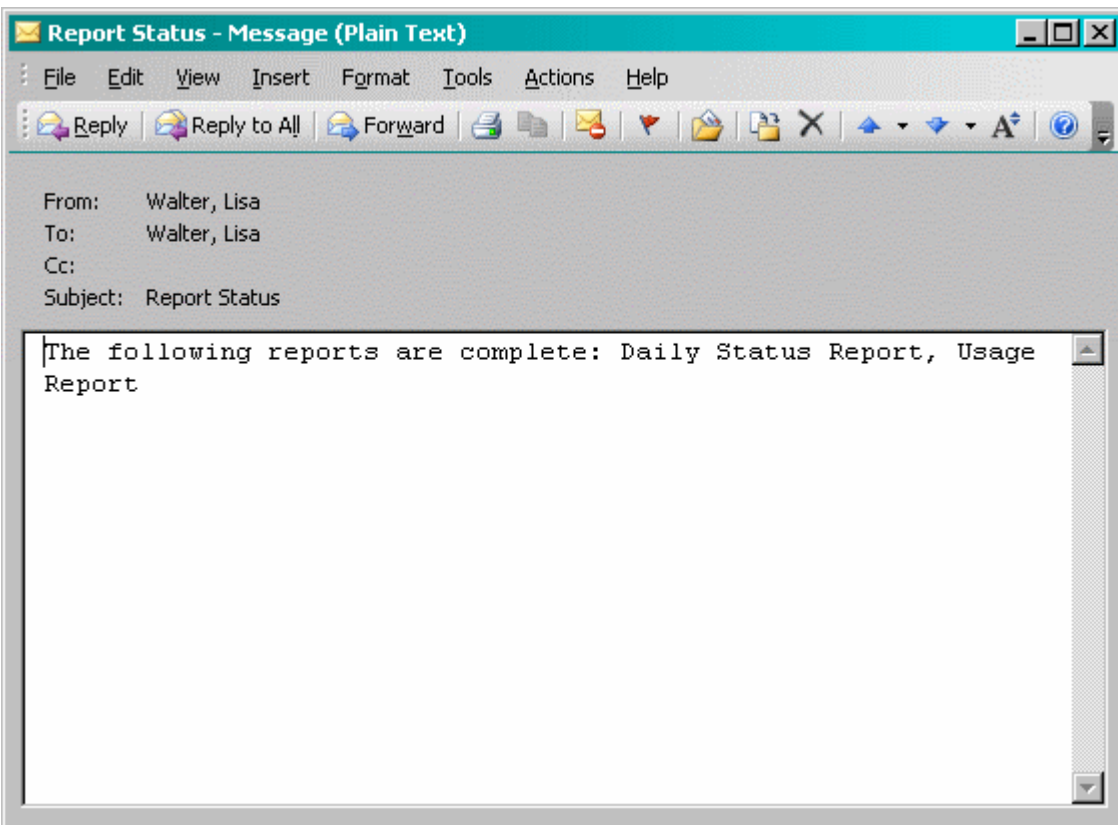 Report Status - Message (Plain Text)
File Edit View Insert Format Tools Actions Help
Reply Reply to All Forward A
From: Walter, Lisa
To: Walter, Lisa
Cc:
Subject: Report Status
The following reports are complete: Daily Status Report, Usage
Report